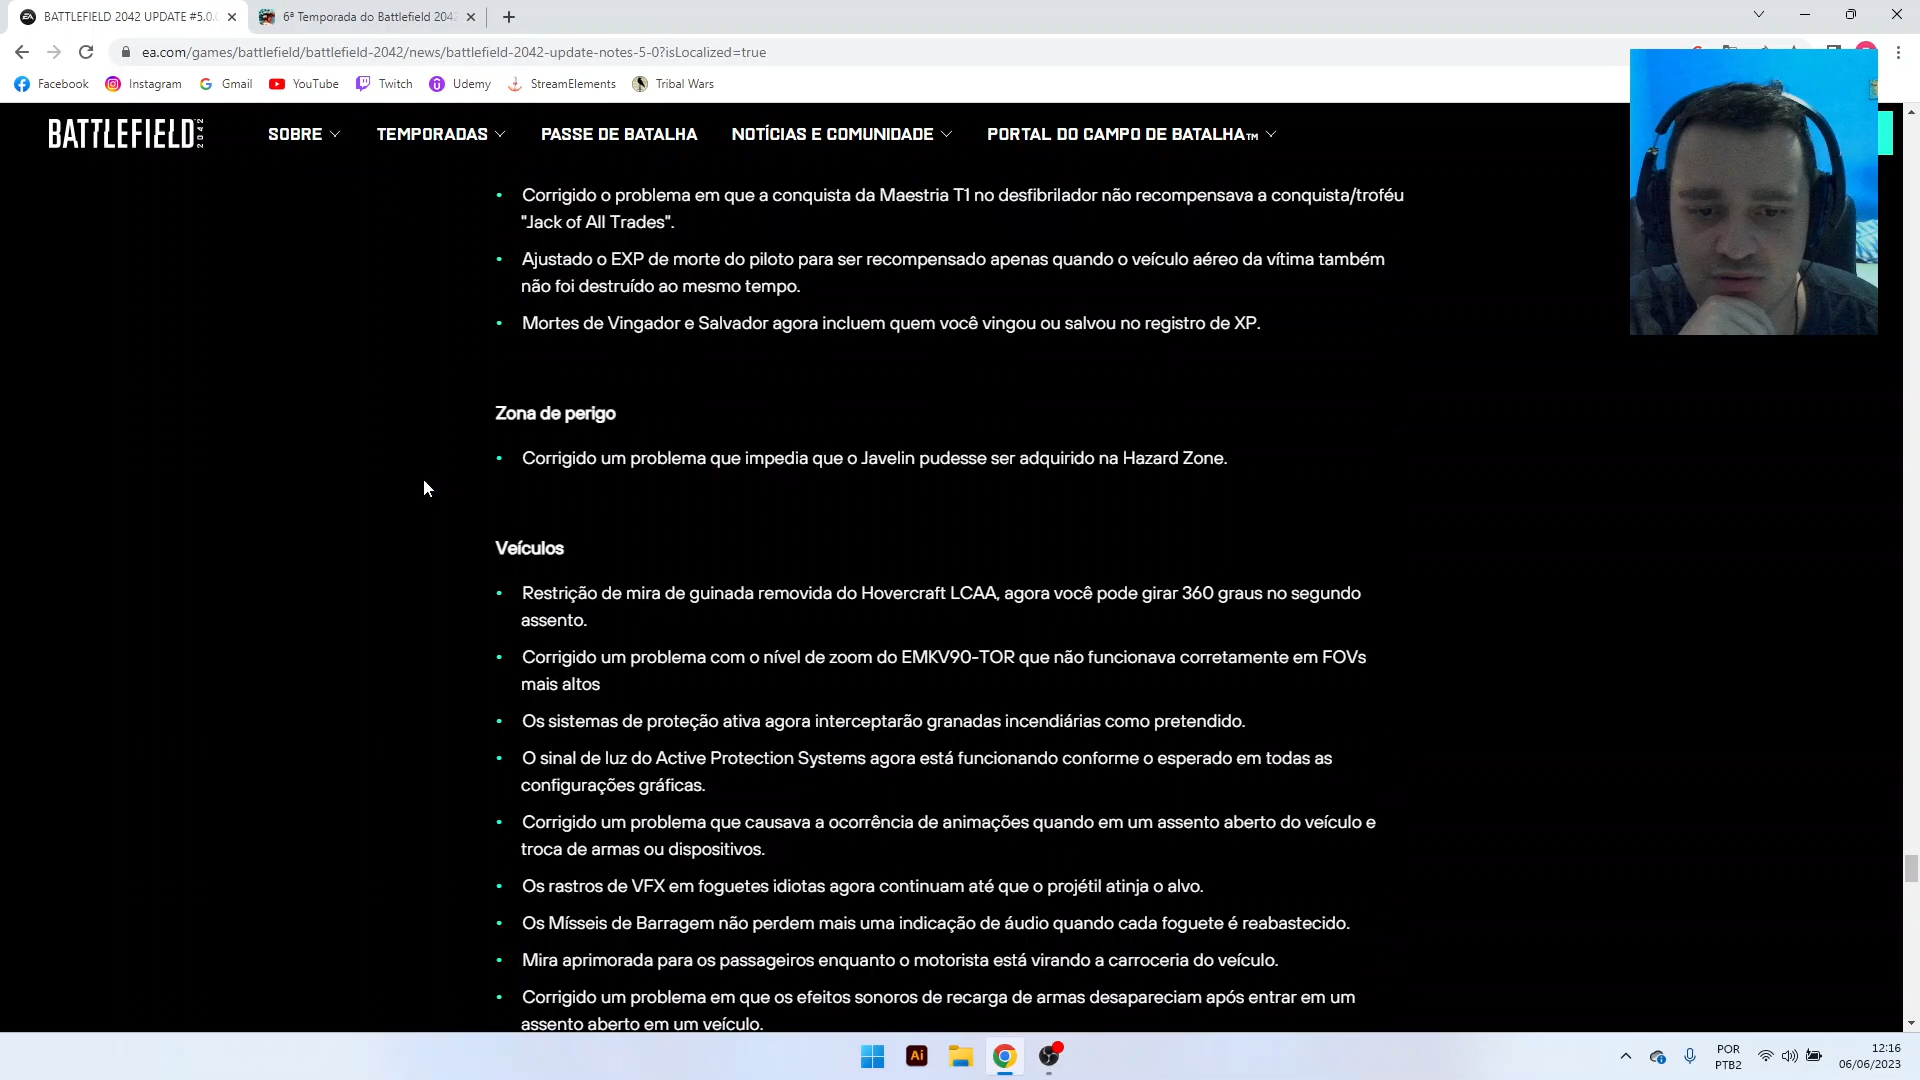 BATTLEFIELD 2042 UPDATE #5.0.0
6ª Temporada do Battlefield 2042
ea.com/games/battlefield/battlefield-2042/news/battlefield-2042-update-notes-5-0?isLocalized=true
Facebook Instagram Gmail YouTube Twitch Udemy StreamElements Tribal Wars
BATTLEFIELD 2042 SOBRE TEMPORADAS PASSE DE BATALHA NOTÍCIAS E COMUNIDADE PORTAL DO CAMPO DE BATALHA™
• Corrigido o problema em que a conquista da Maestria T1 no desfibrilador não recompensava a conquista/troféu
"Jack of All Trades".
• Ajustado o EXP de morte do piloto para ser recompensado apenas quando o veículo aéreo da vítima também
não foi destruído ao mesmo tempo.
• Mortes de Vingador e Salvador agora incluem quem você vingou ou salvou no registro de XP.
Zona de perigo
• Corrigido um problema que impedia que o Javelin pudesse ser adquirido na Hazard Zone.
Veículos
• Restrição de mira de guinada removida do Hovercraft LCAA, agora você pode girar 360 graus no segundo
assento.
• Corrigido um problema com o nível de zoom do EMKV90-TOR que não funcionava corretamente em FOVs
mais altos
• Os sistemas de proteção ativa agora interceptarão granadas incendiárias como pretendido.
• O sinal de luz do Active Protection Systems agora está funcionando conforme o esperado em todas as
configurações gráficas.
• Corrigido um problema que causava a ocorrência de animações quando em um assento aberto do veículo e
troca de armas ou dispositivos.
• Os rastros de VFX em foguetes idiotas agora continuam até que o projétil atinja o alvo.
• Os Mísseis de Barragem não perdem mais uma indicação de áudio quando cada foguete é reabastecido.
• Mira aprimorada para os passageiros enquanto o motorista está virando a carroceria do veículo.
• Corrigido um problema em que os efeitos sonoros de recarga de armas desapareciam após entrar em um
assento aberto em um veículo.
Ai
POR
PTB2
12:16
06/06/2023